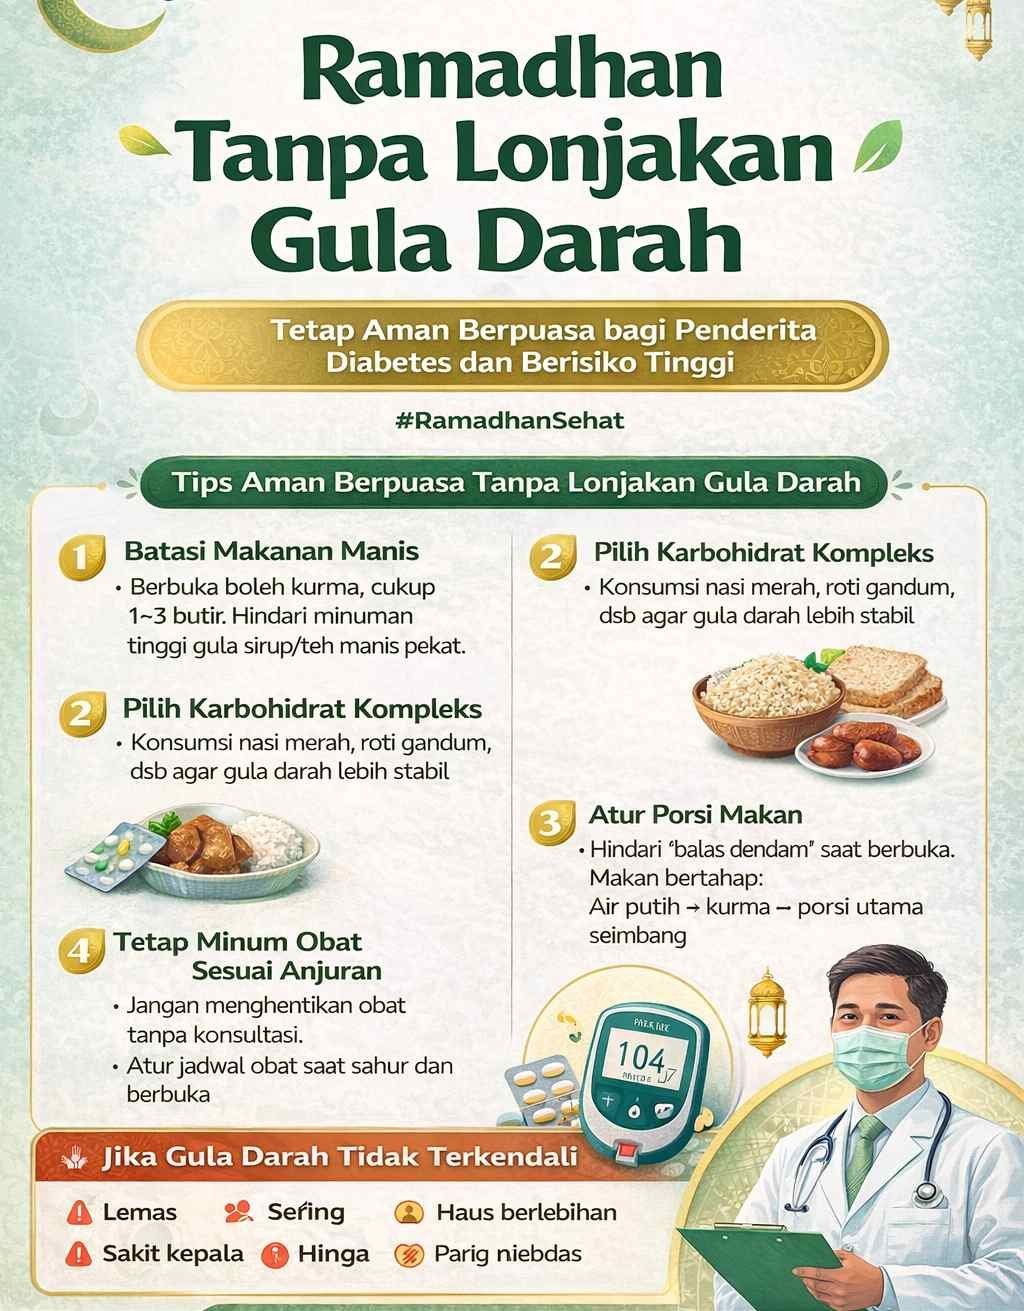 Ramadhan
Tanpa Lonjakan
Gula Darah
Tetap Aman Berpuasa bagi Penderita
Diabetes dan Berisiko Tinggi
#RamadhanSehat
Tips Aman Berpuasa Tanpa Lonjakan Gula Darah
1 Batasi Makanan Manis
• Berbuka boleh kurma, cukup
1~3 butir. Hindari minuman
tinggi gula sirup/teh manis pekat.
2 Pilih Karbohidrat Kompleks
• Konsumsi nasi merah, roti gandum,
dsb agar gula darah lebih stabil
4 Tetap Minum Obat
Sesuai Anjuran
• Jangan menghentikan obat
tanpa konsultasi.
• Atur jadwal obat saat sahur dan
berbuka
2 Pilih Karbohidrat Kompleks
• Konsumsi nasi merah, roti gandum,
dsb agar gula darah lebih stabil
3 Atur Porsi Makan
• Hindari "balas dendam" saat berbuka.
Makan bertahap:
Air putih → kurma – porsi utama
seimbang
104
Jika Gula Darah Tidak Terkendali
Lemas
Sering
Haus berlebihan
Sakit kepala
Hinga
Parig niebdas